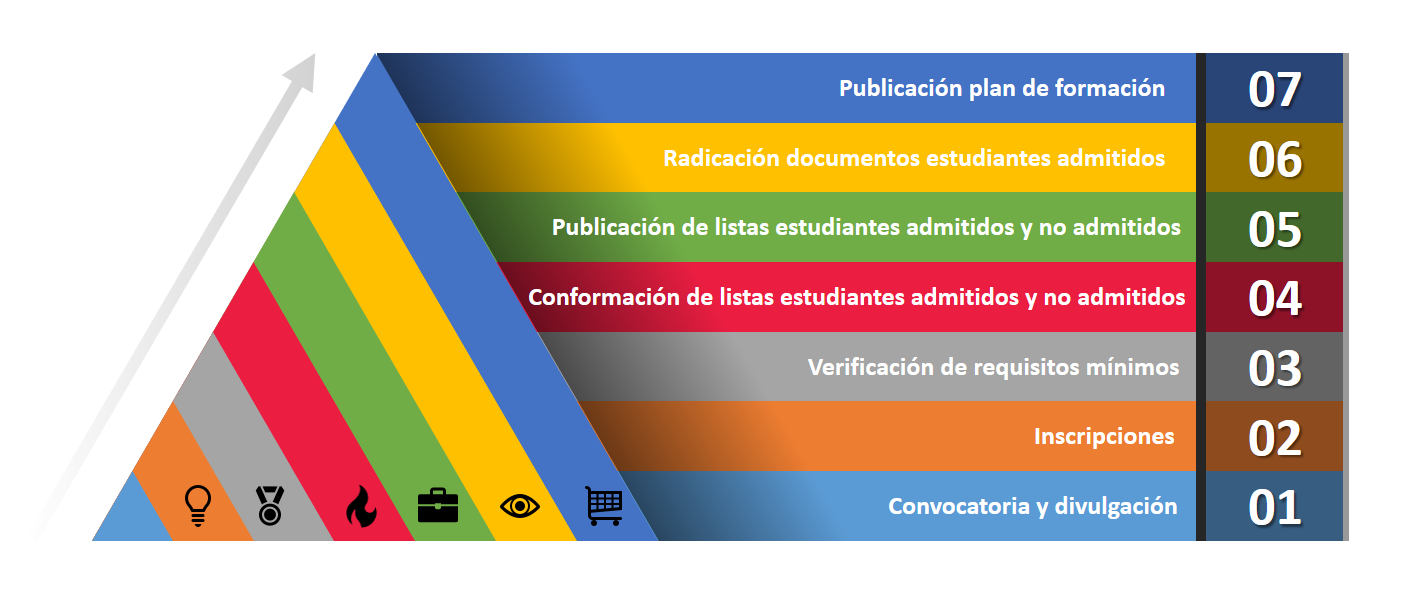 Publicación plan de formación 07
Radicación documentos estudiantes admitidos 06
Publicación de listas estudiantes admitidos y no admitidos 05
Conformación de listas estudiantes admitidos y no admitidos 04
Verificación de requisitos mínimos 03
Inscripciones 02
Convocatoria y divulgación 01